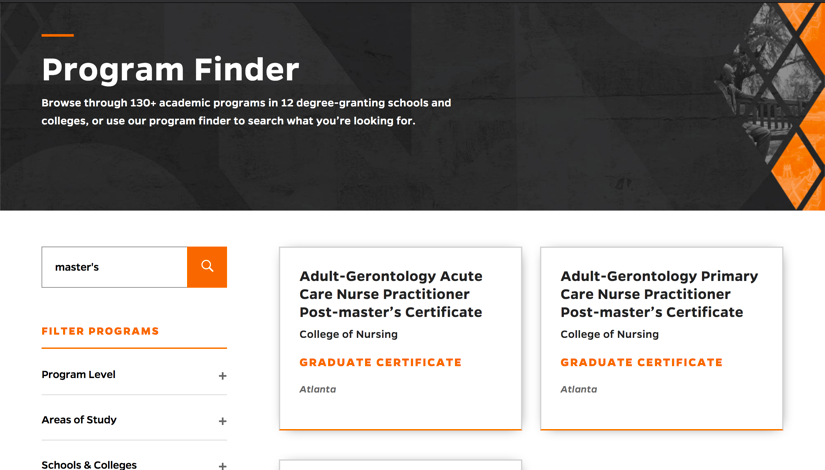 Program Finder
Browse through 130+ academic programs in 12 degree-granting schools and
colleges, or use our program finder to search what you're looking for.
master's
FILTER PROGRAMS
Program Level
+
Areas of Study
+
Schools & Colleges
+
Adult-Gerontology Acute
Care Nurse Practitioner
Post-master's Certificate
College of Nursing
GRADUATE CERTIFICATE
Atlanta
Adult-Gerontology Primary
Care Nurse Practitioner
Post-master's Certificate
College of Nursing
GRADUATE CERTIFICATE
Atlanta